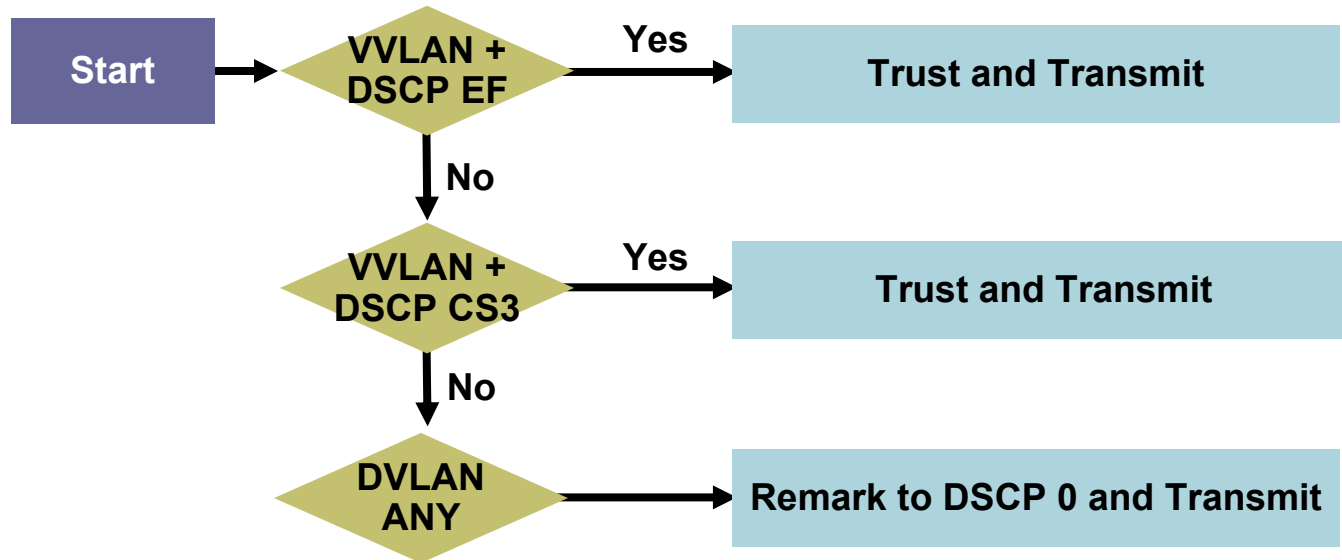 Start
VVLAN +
DSCP EF
Yes
Trust and Transmit
No
VVLAN +
DSCP CS3
Yes
Trust and Transmit
No
DVLAN
ANY
Remark to DSCP 0 and Transmit